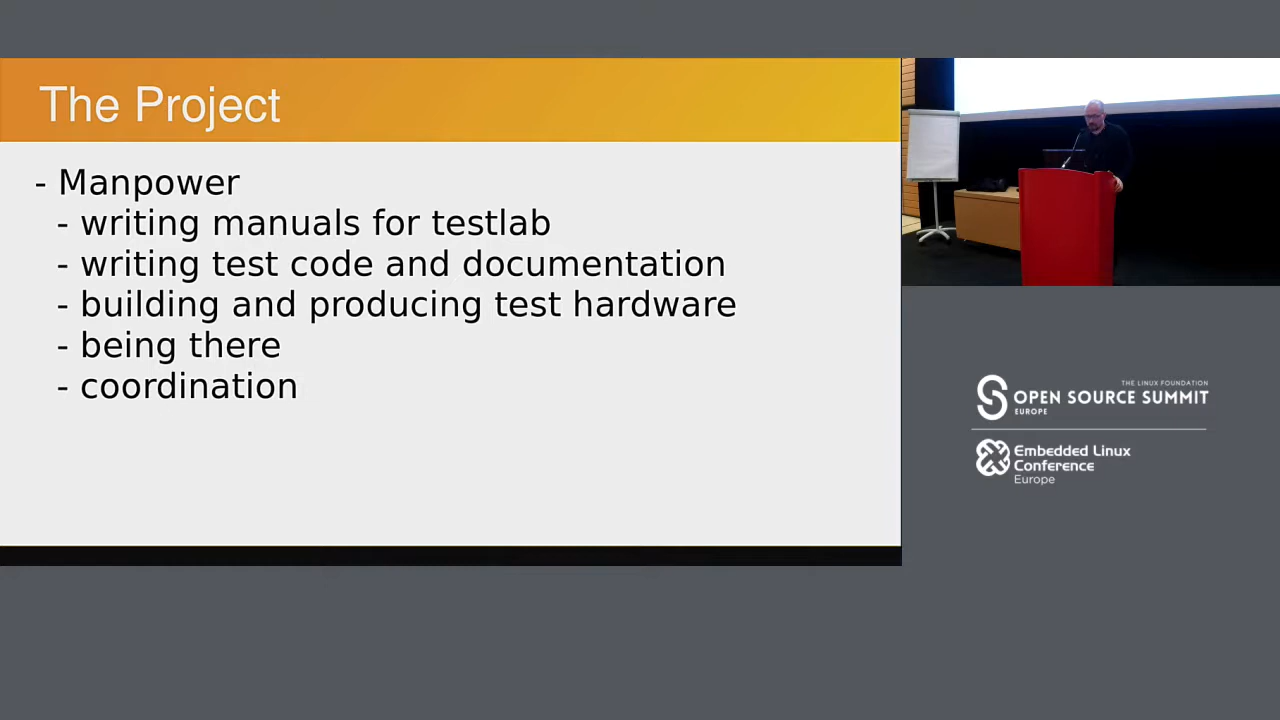 The Project
- Manpower
- writing manuals for testlab
- writing test code and documentation
- building and producing test hardware
- being there
- coordination
THE LINUX FOUNDATION
OPEN SOURCE SUMMIT
EUROPE
Embedded Linux
Conference
Europe